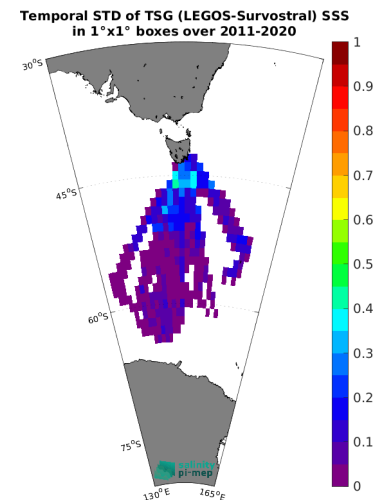 Temporal STD of TSG (LEGOS-Survostral) SSS
in 1°x1° boxes over 2011-2020
30°S
45°S
60°S
75°S
130°E
165°E
salinity
pi-mep
1
0.9
0.8
0.7
0.6
0.5
0.4
0.3
0.2
0.1
0